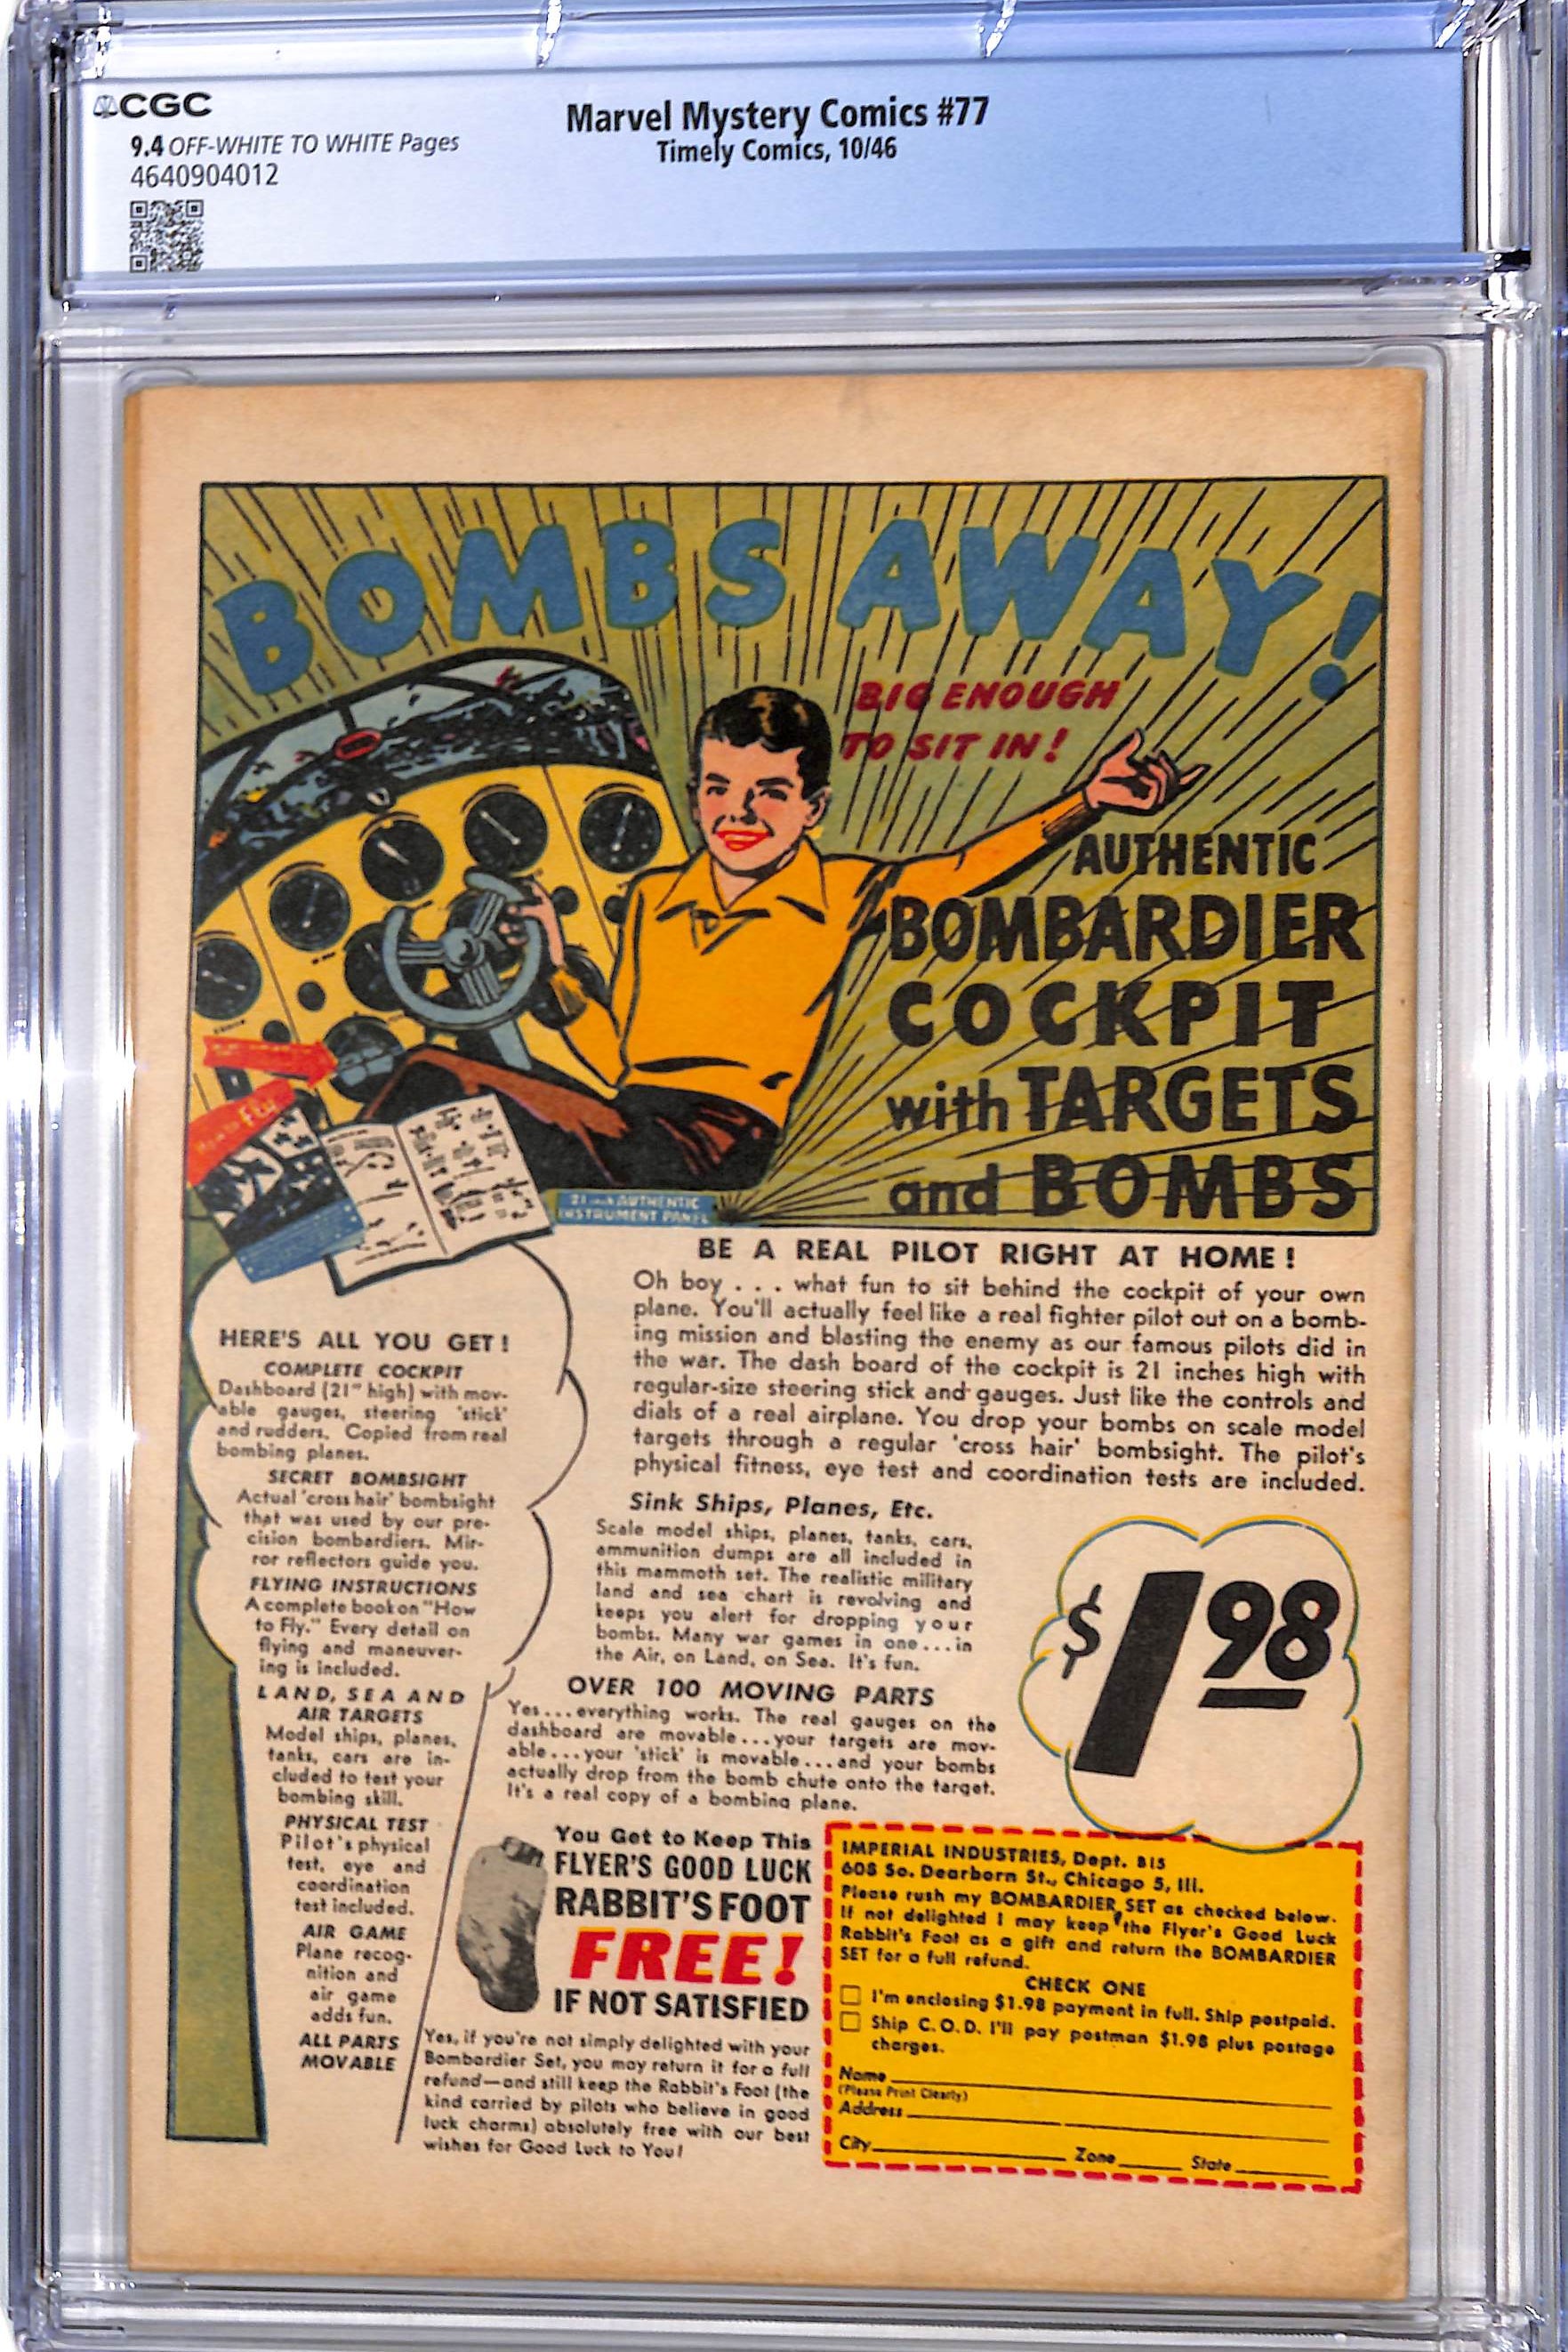 CGC
9.4 OFF-WHITE TO WHITE Pages
4640904012
Marvel Mystery Comics #77
Timely Comics, 10/46
BOMBS AWAY!
BIG ENOUGH
TO SIT IN!
AUTHENTIC
BOMBARDIER
COCKPIT
with TARGETS
and BOMBS
21 inch AUTHENTIC
INSTRUMENT PANEL
HERE'S ALL YOU GET!
COMPLETE COCKPIT
Dashboard (21" high) with mov-
able gauges, steering 'stick'
and rudders. Copied from real
bombing planes.
SECRET BOMBSIGHT
Actual 'cross hair' bombsight
that was used by our pre-
cision bombardiers. Mir-
ror reflectors guide you.
FLYING INSTRUCTIONS
A complete book on "How
to Fly." Every detail on
flying and maneuver-
ing is included.
LAND, SEA AND
AIR TARGETS
Model ships, planes,
tanks, cars are in-
cluded to test your
bombing skill.
PHYSICAL TEST
Pilot's physical
test, eye and
coordination
test included.
AIR GAME
Plane recog-
nition and
air game
adds fun.
ALL PARTS
MOVABLE
BE A REAL PILOT RIGHT AT HOME!
Oh boy . . . what fun to sit behind the cockpit of your own
plane. You'll actually feel like a real fighter pilot out on a bomb-
ing mission and blasting the enemy as our famous pilots did in
the war. The dash board of the cockpit is 21 inches high with
regular-size steering stick and gauges. Just like the controls and
dials of a real airplane. You drop your bombs on scale model
targets through a regular 'cross hair' bombsight. The pilot's
physical fitness, eye test and coordination tests are included.
Sink Ships, Planes, Etc.
Scale model ships, planes, tanks, cars,
ammunition dumps are all included in
this mammoth set. The realistic military
land and sea chart is revolving and
keeps you alert for dropping your
bombs. Many war games in one...in
the Air, on Land, on Sea. It's fun.
OVER 100 MOVING PARTS
Yes...everything works. The real gauges on the
dashboard are movable...your targets are mov-
able...your 'stick' is movable...and your bombs
actually drop from the bomb chute onto the target.
It's a real copy of a bombing plane.
$1.98
You Get to Keep This
FLYER'S GOOD LUCK
RABBIT'S FOOT
FREE!
IF NOT SATISFIED
Yes, if you're not simply delighted with your
Bombardier Set, you may return it for a full
refund—and still keep the Rabbit's Foot (the
kind carried by pilots who believe in good
luck charms) absolutely free with our best
wishes for Good Luck to You!
IMPERIAL INDUSTRIES, Dept. B15
608 So. Dearborn St., Chicago 5, Ill.
Please rush my BOMBARDIER SET as checked below.
If not delighted I may keep the Flyer's Good Luck
Rabbit's Foot as a gift and return the BOMBARDIER
SET for a full refund.
CHECK ONE
I'm enclosing $1.98 payment in full. Ship postpaid.
Ship C.O.D. I'll pay postman $1.98 plus postage
charges.
Name
(Please Print Clearly)
Address
City Zone State